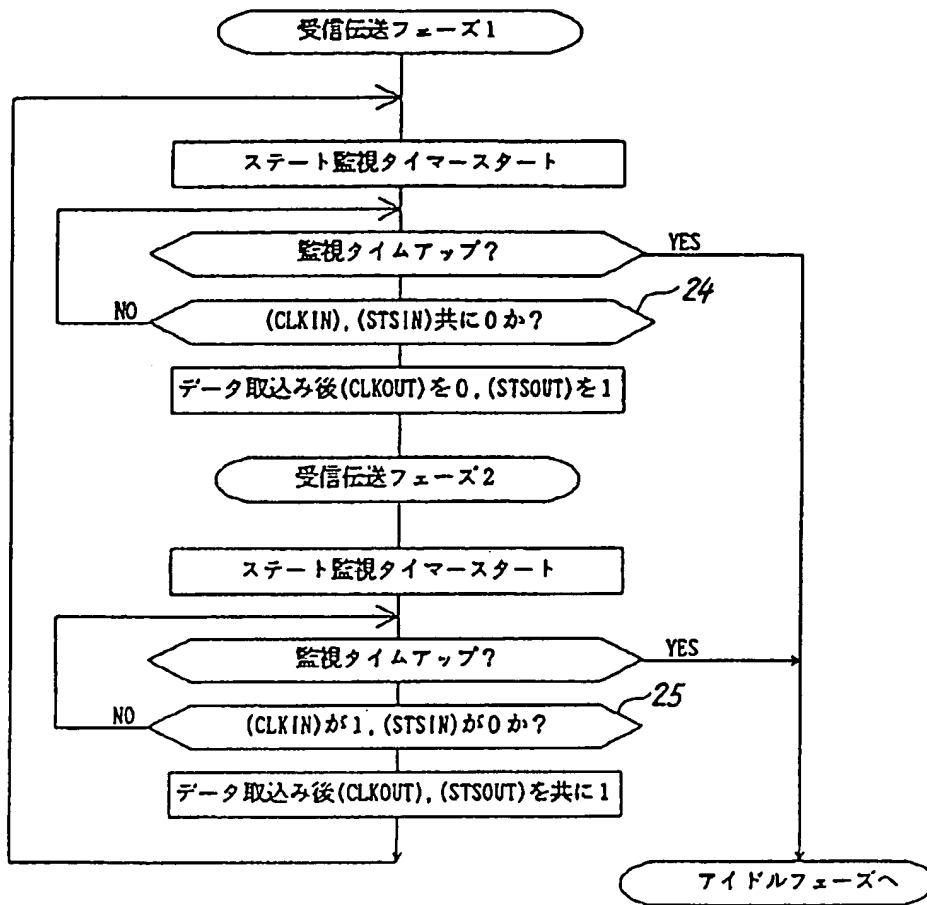 受信伝送フェーズ1
ステート監視タイマースタート
監視タイムアップ?
YES
24
NO
(CLKIN),(STSIN)共に0か?
データ取込み後(CLKOUT)を0,(STSOUT)を1
受信伝送フェーズ2
ステート監視タイマースタート
監視タイムアップ?
YES
25
NO
(CLKIN)が1,(STSIN)が0か?
データ取込み後(CLKOUT),(STSOUT)を共に1
アイドルフェーズへ